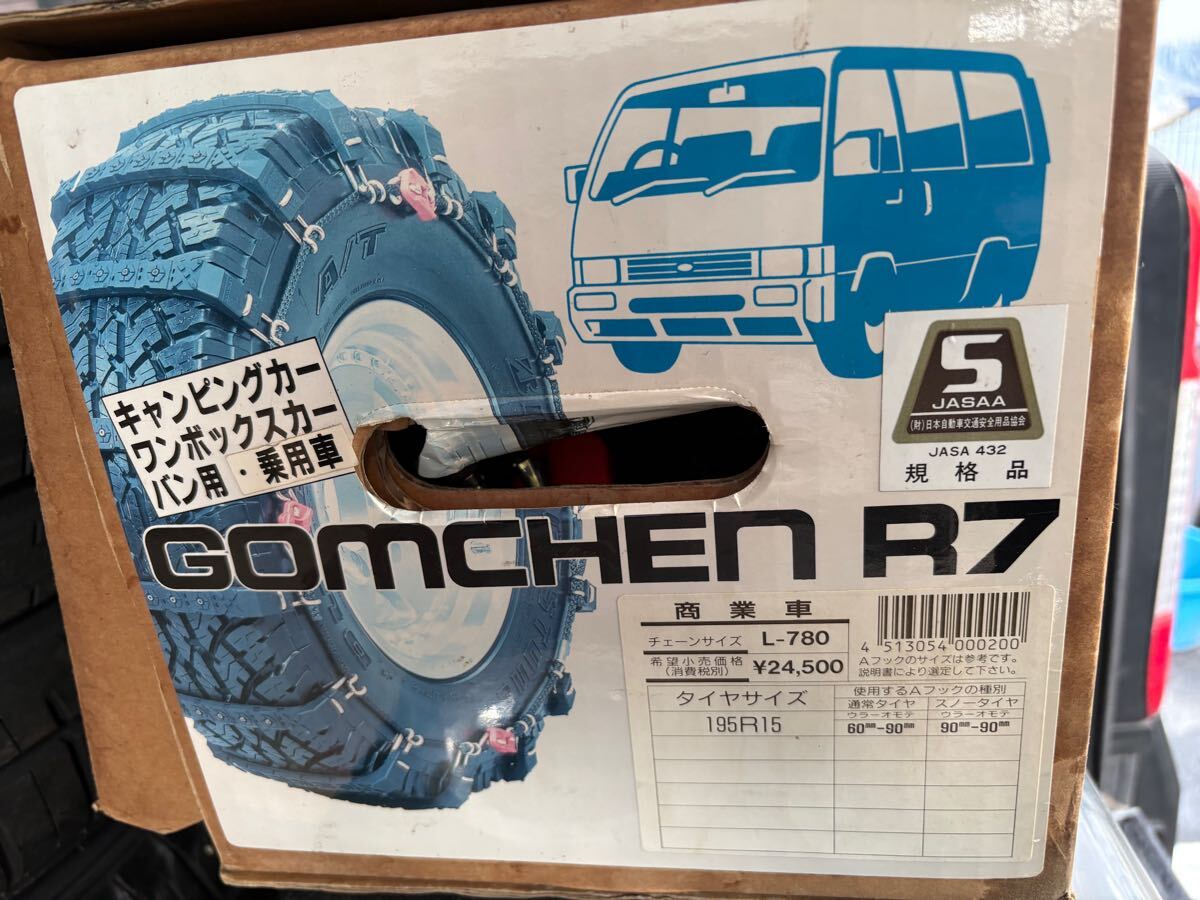 A/T
キャンピングカー
ワンボックスカー
バン用・乗用車
S
JASAA
(財)日本自動車交通安全用品協会
JASA 432
規格品
GOMCHEN R7
商業車
チェーンサイズ L-780
希望小売価格
(消費税別) ¥24,500
4 513054 000200
Aフックのサイズは参考です。
説明書により選定して下さい。
タイヤサイズ
使用するAフックの種別
通常タイヤ スノータイヤ
ウラーオモテ ウラーオモテ
195R15 60mm-90mm 90mm-90mm